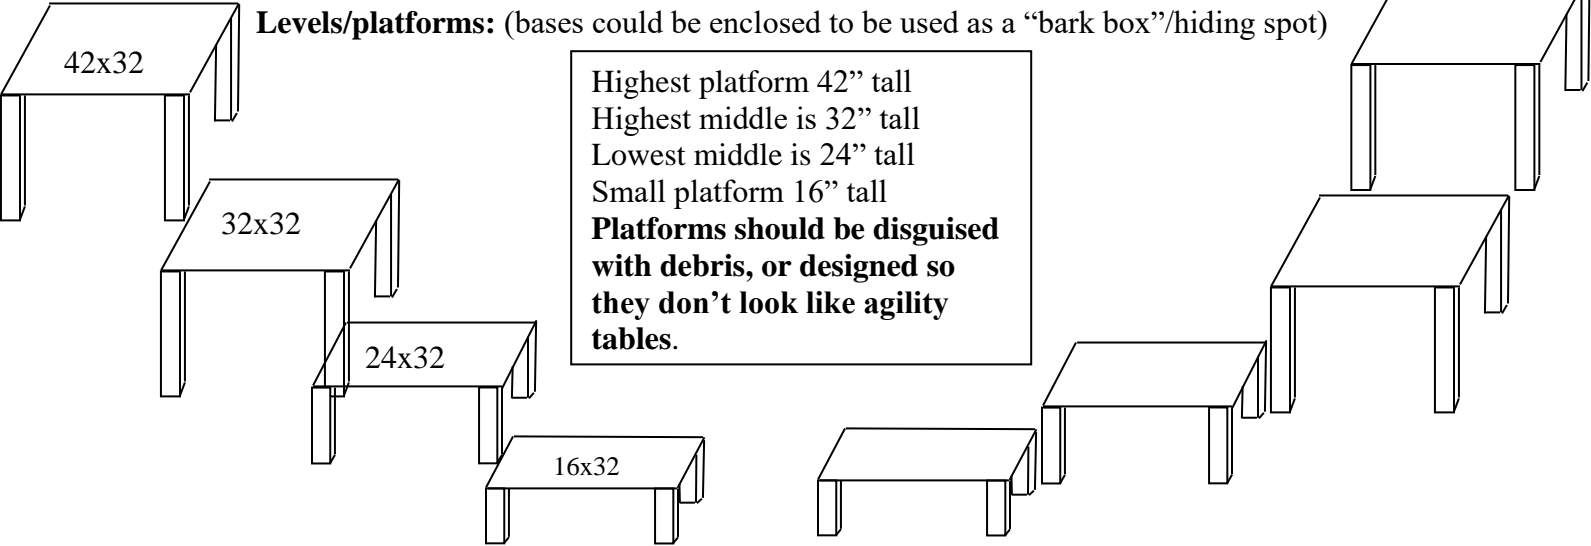 Levels/platforms: (bases could be enclosed to be used as a “bark box”/hiding spot)
42x32
Highest platform 42” tall
Highest middle is 32” tall
Lowest middle is 24” tall
Small platform 16” tall
Platforms should be disguised
with debris, or designed so
they don’t look like agility
tables.
32x32
24x32
16x32